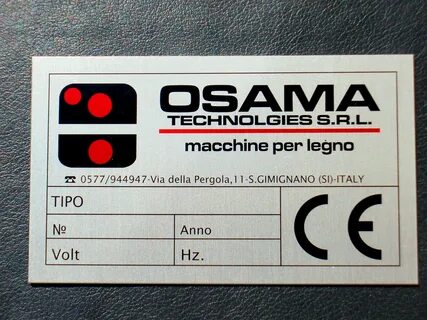 OSAMA
TECHNOLGIES S.R.L.
macchine per legno
☎ 0577/944947-Via della Pergola,11-S.GIMIGNANO (SI)-ITALY
TIPO
№ Anno
Volt Hz.
CE